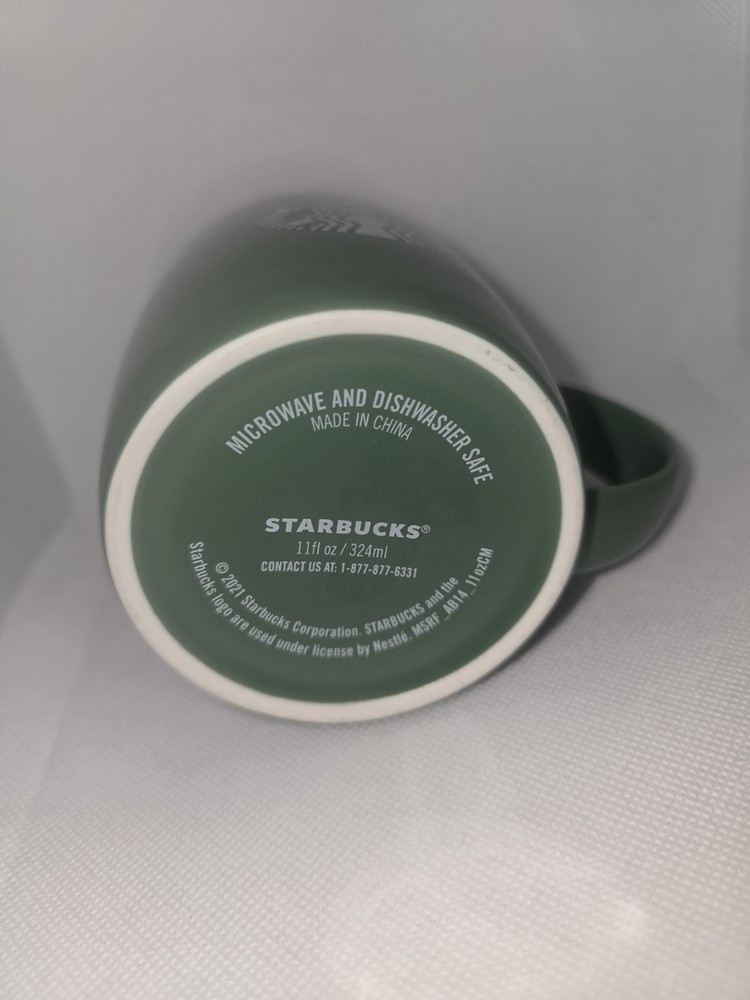 MICROWAVE AND DISHWASHER SAFE
MADE IN CHINA
STARBUCKS®
11fl oz / 324ml
CONTACT US AT: 1-877-877-6331
© 2021 Starbucks Corporation. STARBUCKS and the
Starbucks logo are used under license by Nestlé. MSRF_AB14_11ozCM